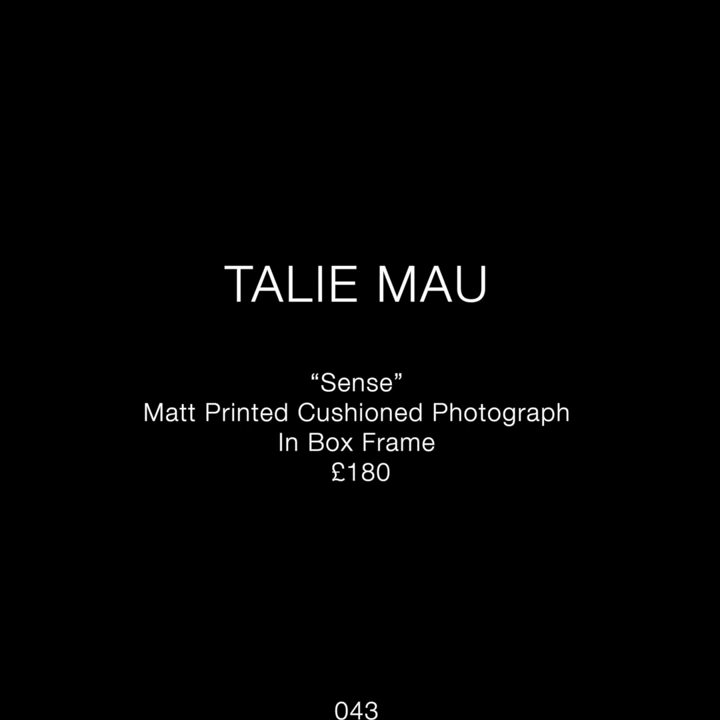 TALIE MAU
“Sense”
Matt Printed Cushioned Photograph
In Box Frame
£180
043